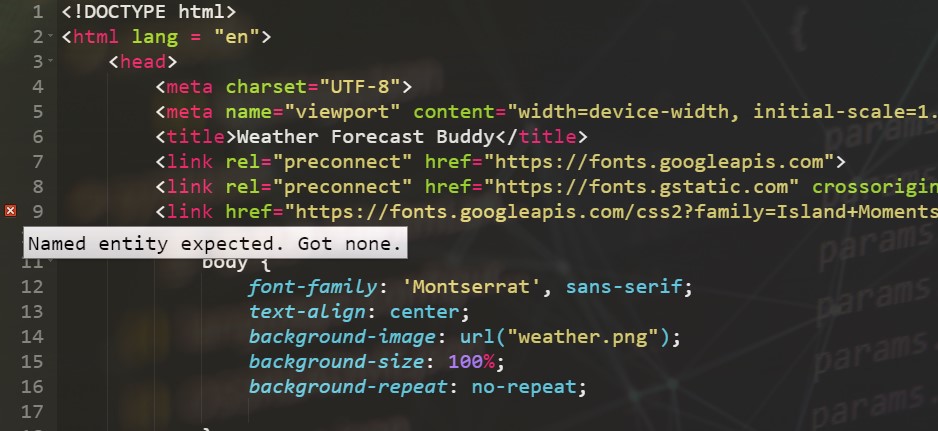 1 <!DOCTYPE html>
2 <html lang = "en">
3 <head>
4 <meta charset="UTF-8">
5 <meta name="viewport" content="width=device-width, initial-scale=1.
6 <title>Weather Forecast Buddy</title>
7 <link rel="preconnect" href="https://fonts.googleapis.com">
8 <link rel="preconnect" href="https://fonts.gstatic.com" crossorigin
9 <link href="https://fonts.googleapis.com/css2?family=Island+Moments
Named entity expected. Got none.
11 body {
12 font-family: 'Montserrat', sans-serif;
13 text-align: center;
14 background-image: url("weather.png");
15 background-size: 100%;
16 background-repeat: no-repeat;
17
params.
params.
params.
params.
params.